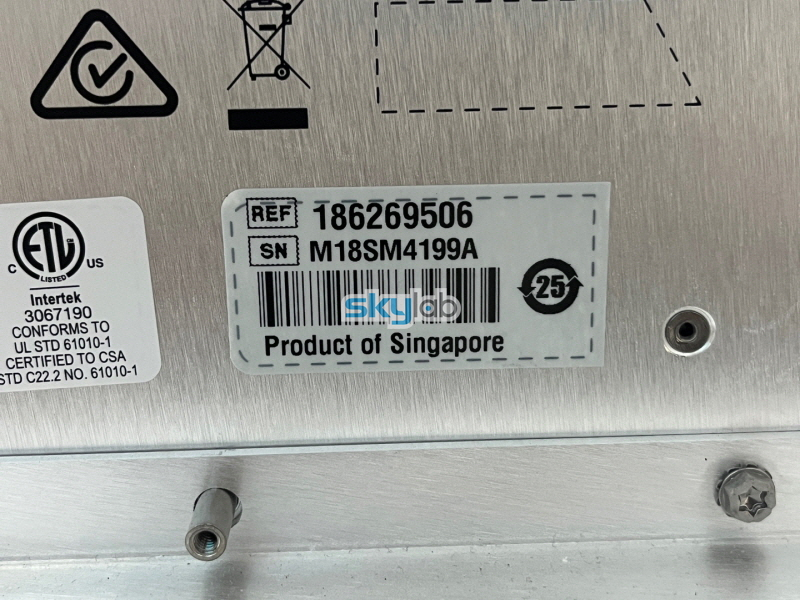 REF 186269506
SN M18SM4199A
skylab
25
Product of Singapore
ETL
C US
LISTED
Intertek
3067190
CONFORMS TO
UL STD 61010-1
CERTIFIED TO CSA
STD C22.2 NO. 61010-1